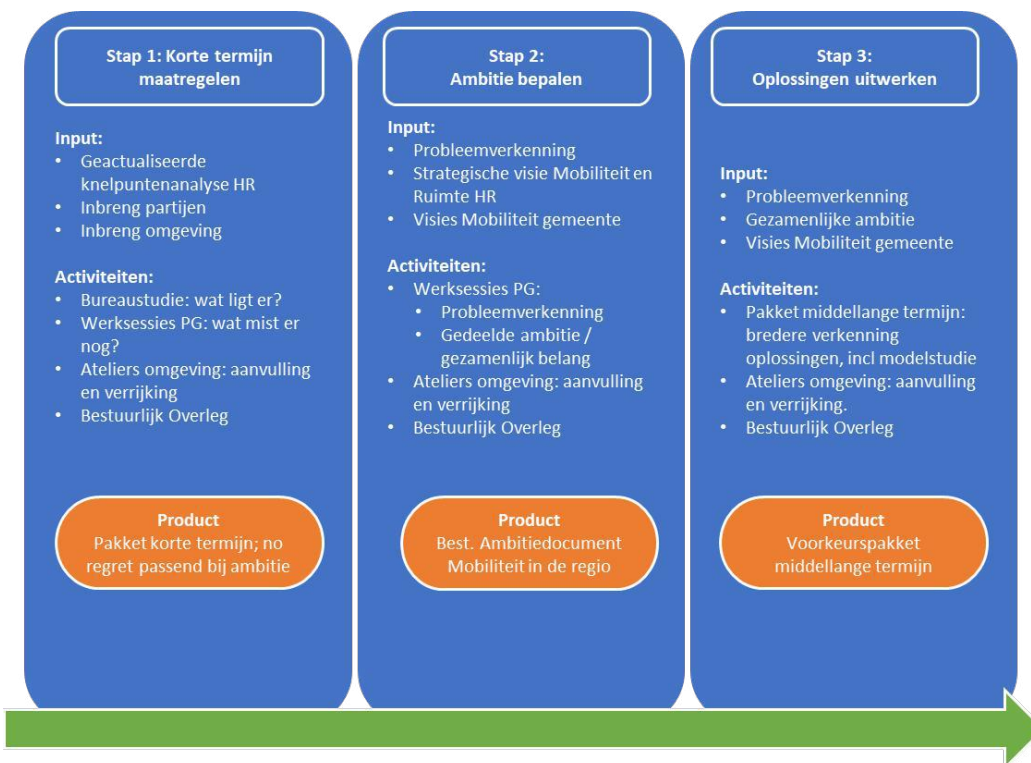 Stap 1: Korte termijn
maatregelen
Input:
• Geactualiseerde
knelpuntenanalyse HR
• Inbreng partijen
• Inbreng omgeving
Activiteiten:
• Bureaustudie: wat ligt er?
• Werksessies PG: wat mist er
nog?
• Ateliers omgeving: aanvulling
en verrijking
• Bestuurlijk Overleg
Product
Pakket korte termijn; no
regret passend bij ambitie
Stap 2:
Ambitie bepalen
Input:
• Probleemverkenning
• Strategische visie Mobiliteit en
Ruimte HR
• Visies Mobiliteit gemeente
Activiteiten:
• Werksessies PG:
• Probleemverkenning
• Gedeelde ambitie /
gezamenlijk belang
• Ateliers omgeving: aanvulling
en verrijking
• Bestuurlijk Overleg
Product
Best. Ambitiedocument
Mobiliteit in de regio
Stap 3:
Oplossingen uitwerken
Input:
• Probleemverkenning
• Gezamenlijke ambitie
• Visies Mobiliteit gemeente
Activiteiten:
• Pakket middellange termijn:
bredere verkenning
oplossingen, incl modelstudie
• Ateliers omgeving: aanvulling
en verrijking.
• Bestuurlijk Overleg
Product
Voorkeurspakket
middellange termijn